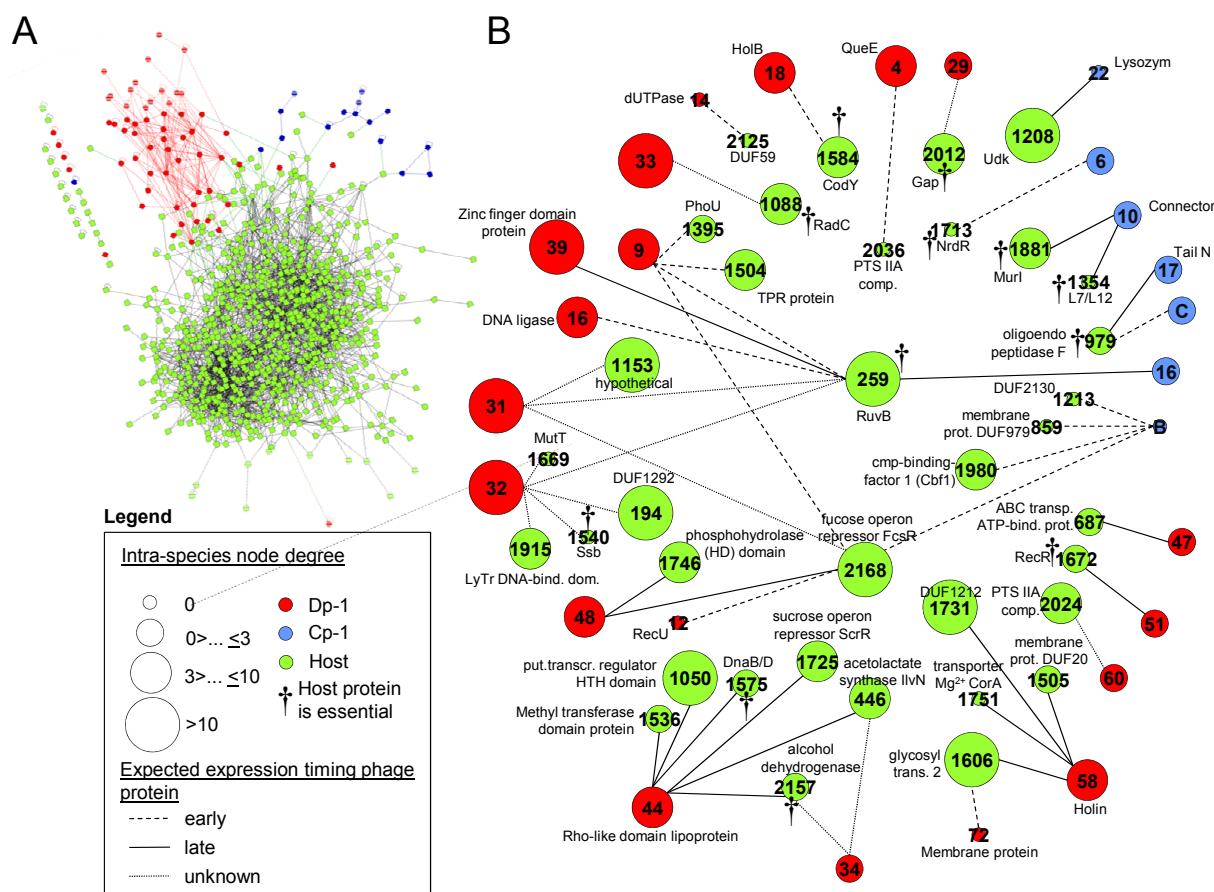 A
B
HolB
18
QueE
4
29
22
Lysozym
dUTPase
14
2125
DUF59
†
1584
CodY
2012
Gap
†
1208
Udk
33
1088
†
RadC
6
PhoU
1395
1713
†
NrdR
10
Connector
Zinc finger domain
protein
39
9
1504
TPR protein
2036
PTS IIA
comp.
†
1881
MurI
†
1354
L7/L12
Tail N
17
C
DNA ligase
16
oligoendo
peptidase F
†
979
1153
hypothetical
†
259
RuvB
16
DUF2130
1213
31
membrane
prot. DUF979
859
B
MutT
1669
cmp-binding-
factor 1 (Cbf1)
1980
32
DUF1292
194
†
1540
Ssb
1915
LyTr DNA-bind. dom.
phosphohydrolase
(HD) domain
1746
fucose operon
repressor FcsR
2168
ABC transp.
ATP-bind. prot.
687
47
RecR
†
1672
48
RecU
12
DUF1212
1731
PTS IIA
comp.
2024
51
sucrose operon
repressor ScrR
1725
put.transcr. regulator
HTH domain
1050
DnaB/D
1575
†
acetolactate
synthase IlvN
446
membrane
prot. DUF20
1505
60
transporter
Mg2+ CorA
1751
Methyl transferase
domain protein
1536
alcohol
dehydrogenase
2157
†
glycosyl
trans. 2
1606
58
Holin
44
Rho-like domain lipoprotein
72
Membrane protein
34
Legend
Intra-species node degree
0
0>... ≤3
3>... ≤10
>10
Dp-1
Cp-1
Host
† Host protein
is essential
Expected expression timing phage
protein
early
late
unknown